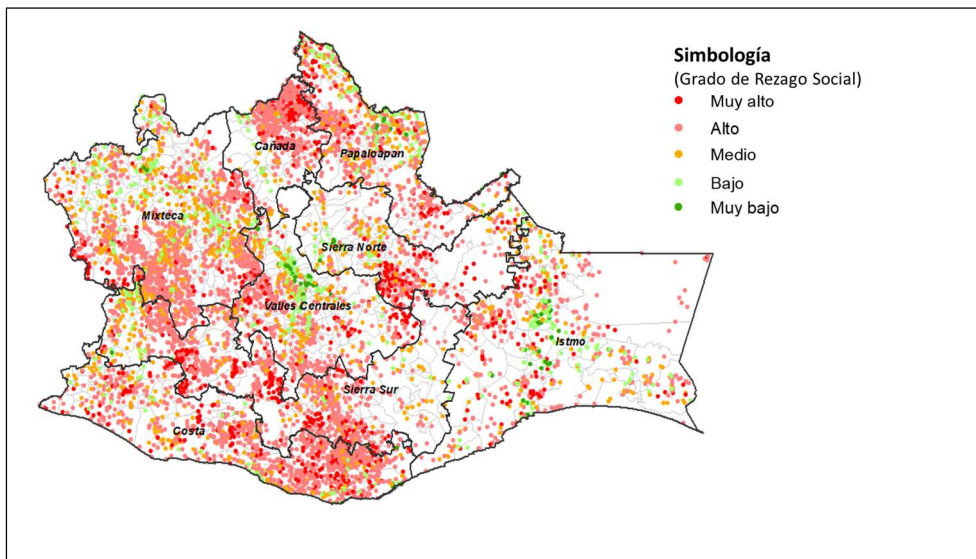 Simbología
(Grado de Rezago Social)
Muy alto
Alto
Medio
Bajo
Muy bajo
Cañada
Papaloapan
Mixteca
Sierra Norte
Valles Centrales
Istmo
Sierra Sur
Costa